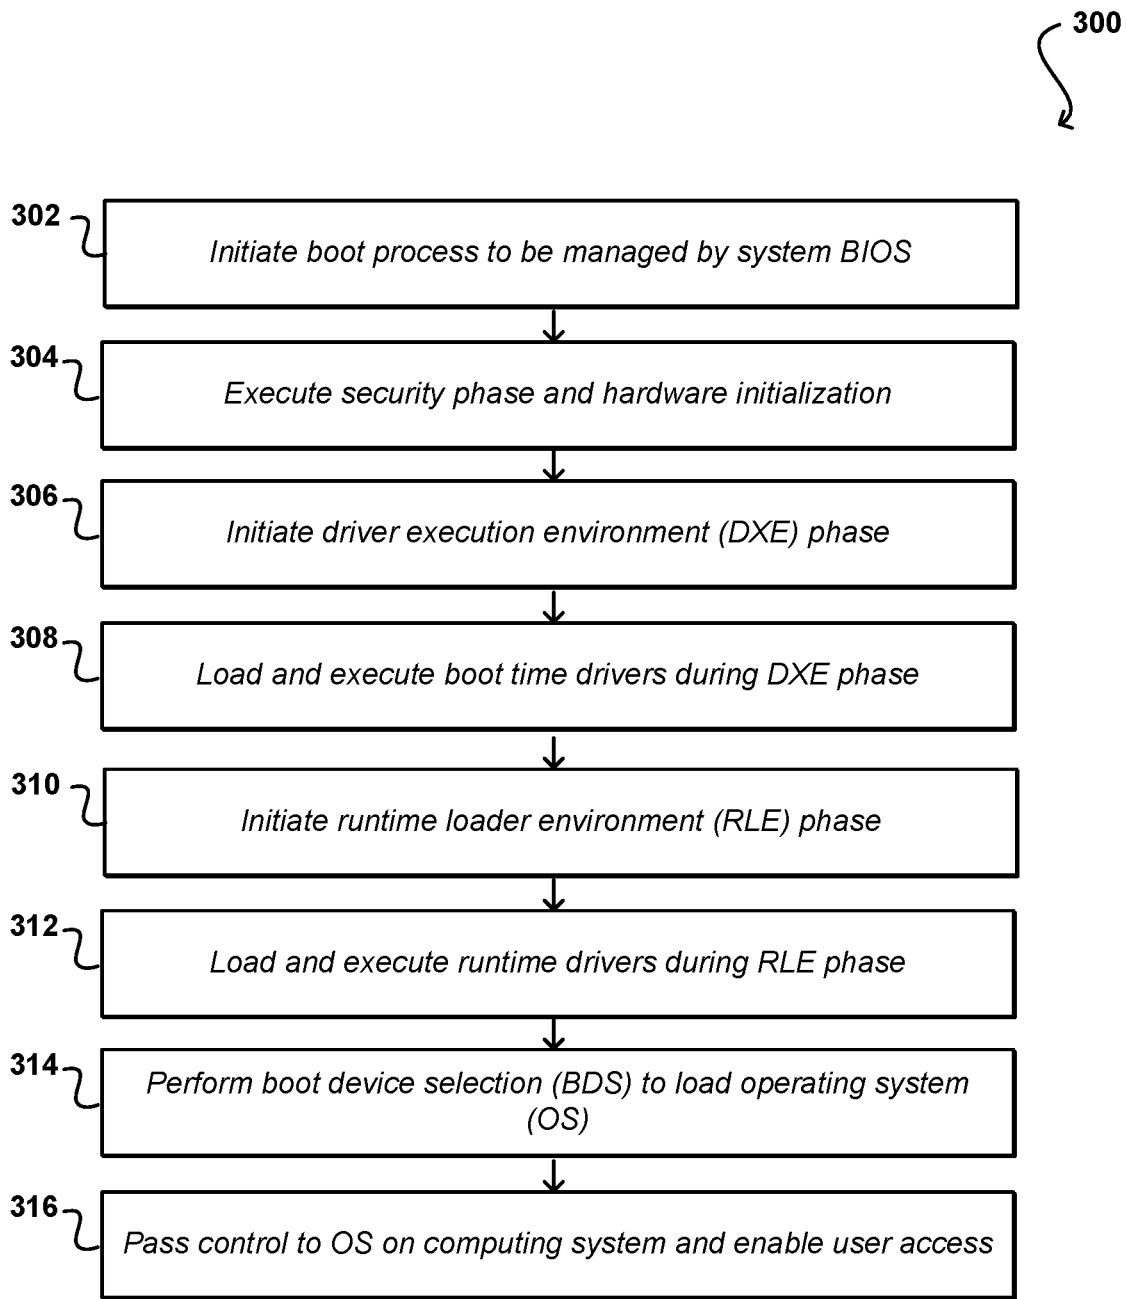 300
302
Initiate boot process to be managed by system BIOS
304
Execute security phase and hardware initialization
306
Initiate driver execution environment (DXE) phase
308
Load and execute boot time drivers during DXE phase
310
Initiate runtime loader environment (RLE) phase
312
Load and execute runtime drivers during RLE phase
314
Perform boot device selection (BDS) to load operating system
(OS)
316
Pass control to OS on computing system and enable user access